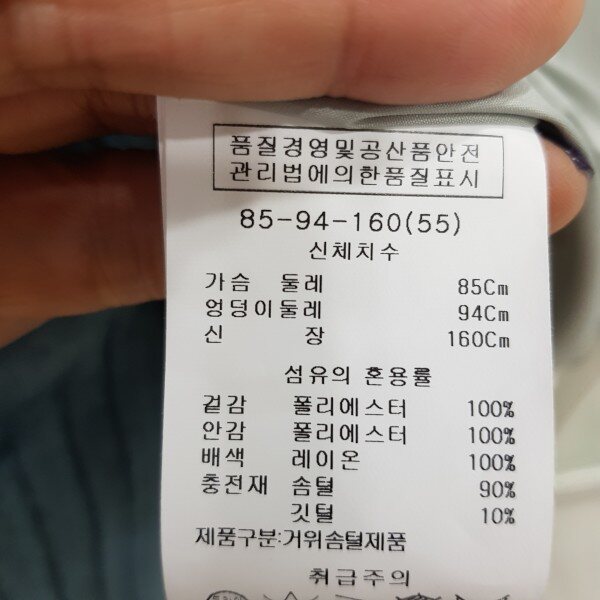 품질경영및공산품안전
관리법에의한품질표시
85-94-160(55)
신체치수
가슴 둘레 85Cm
엉덩이둘레 94Cm
신 장 160Cm
섬유의 혼용률
겉감 폴리에스터 100%
안감 폴리에스터 100%
배색 레이온 100%
충전재 솜털 90%
깃털 10%
제품구분:거위솜털제품
취급주의